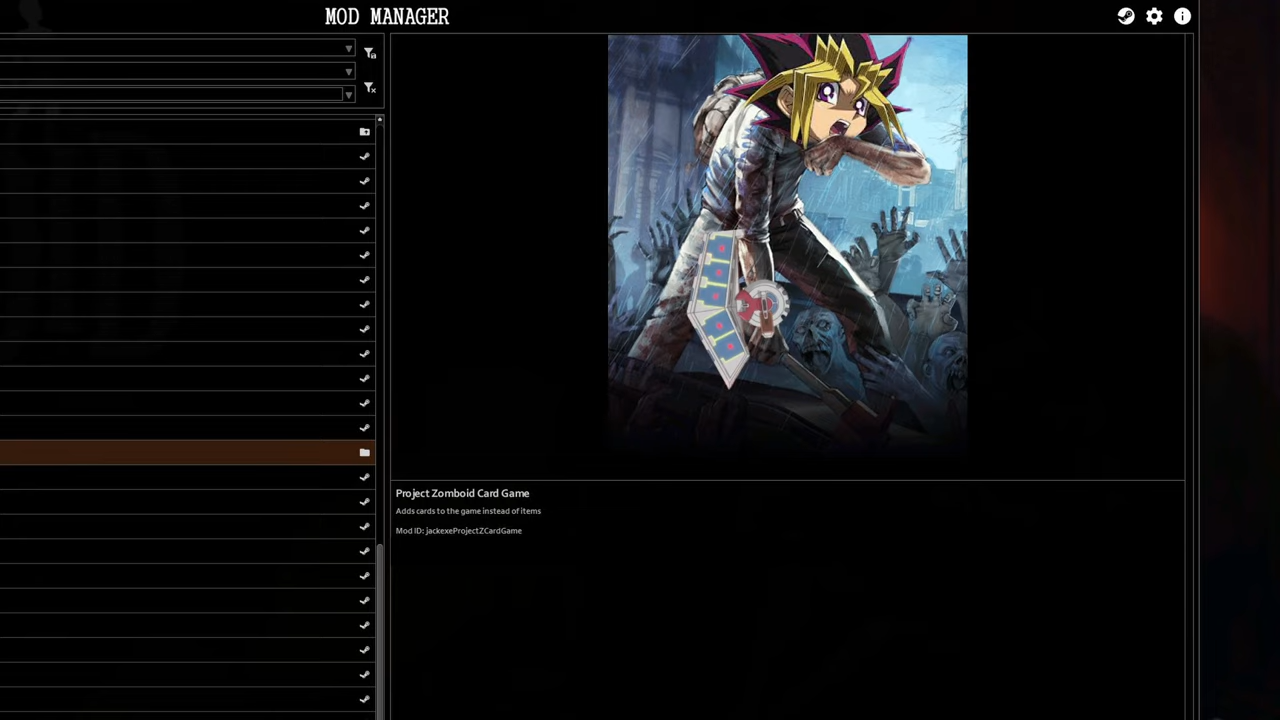 MOD MANAGER
Project Zomboid Card Game
Adds cards to the game instead of items
Mod ID: jackexeProjectZCardGame